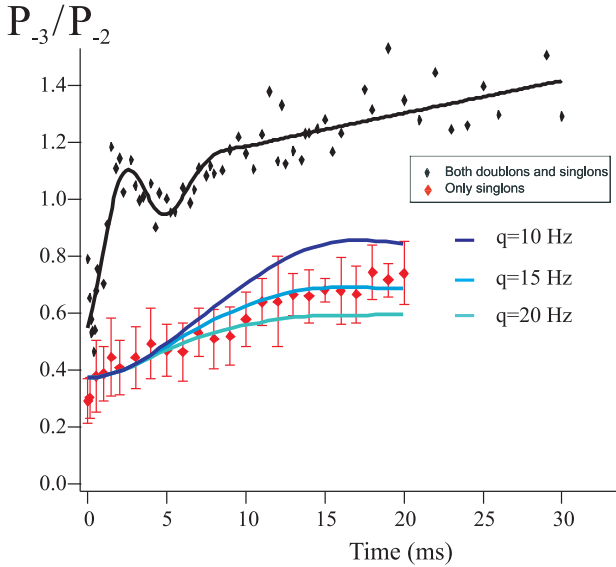 P-3/P-2
1.4
1.2
1.0
0.8
0.6
0.4
0.2
0.0
Both doublons and singlons
Only singlons
q=10 Hz
q=15 Hz
q=20 Hz
0 5 10 15 20 25 30
Time (ms)